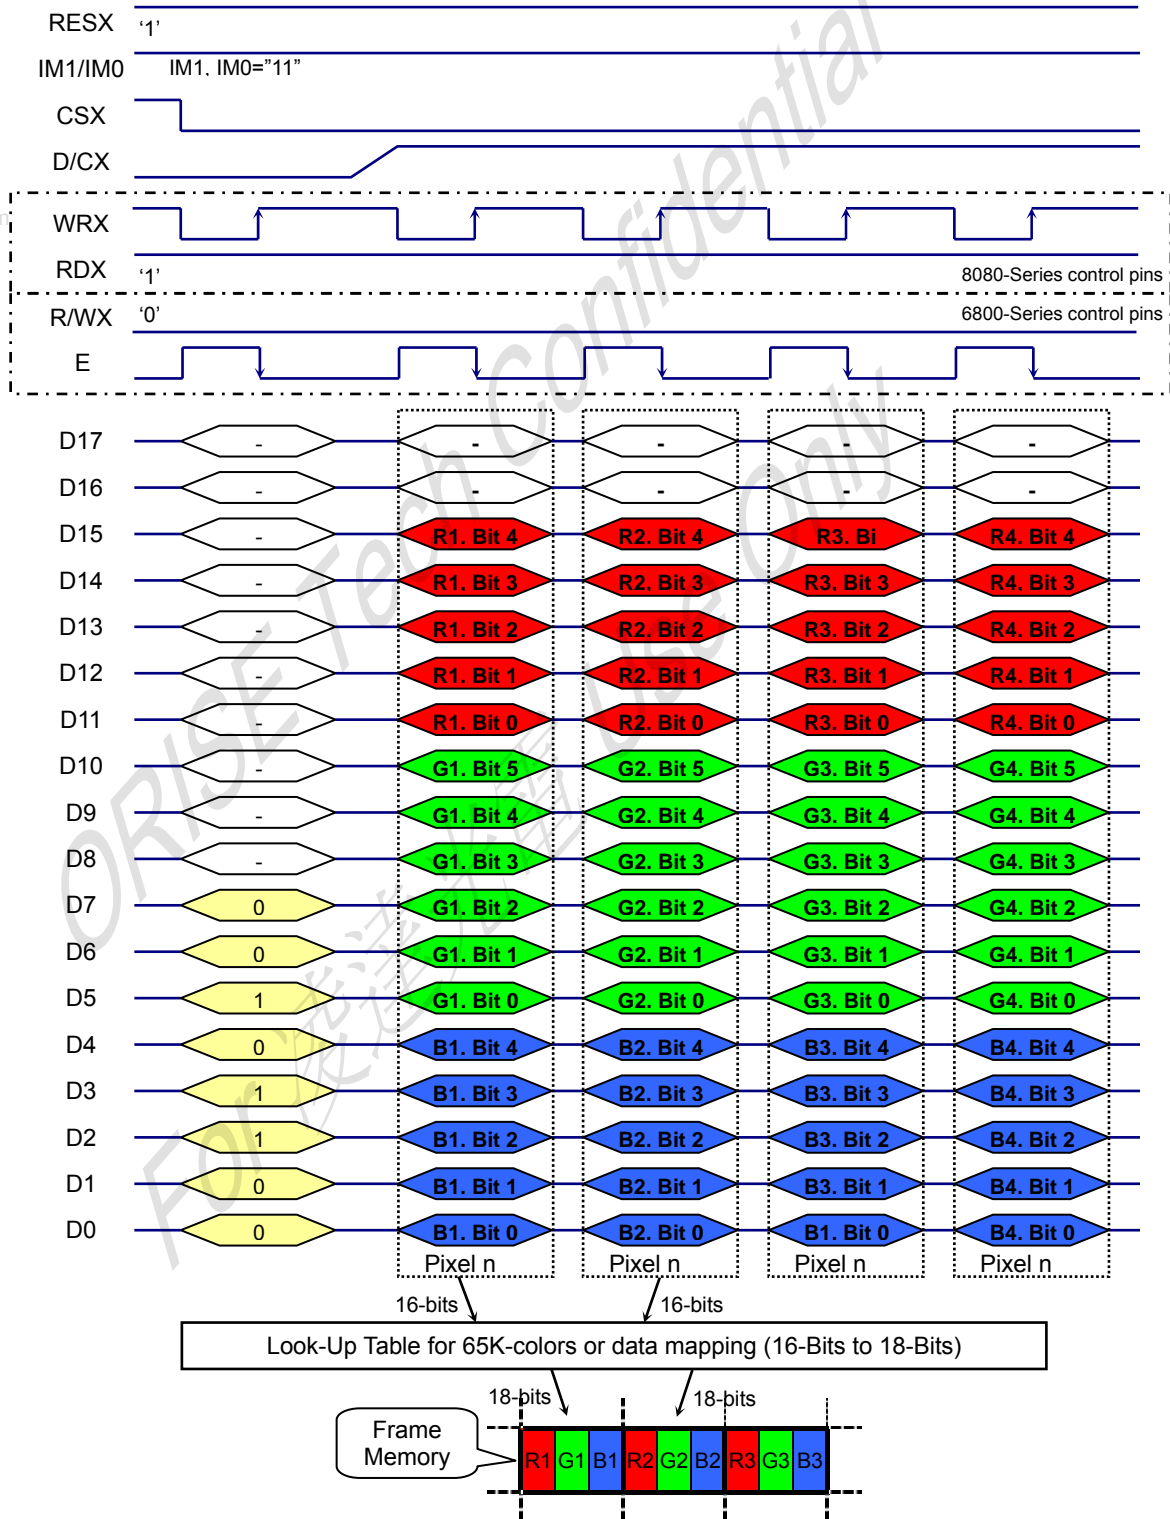 RESX '1'
IM1/IM0 IM1, IM0="11"
CSX
D/CX
WRX
RDX '1' 8080-Series control pins
R/WX '0' 6800-Series control pins
E
D17 - - - - -
D16 - - - - -
D15 - R1. Bit 4 R2. Bit 4 R3. Bi R4. Bit 4
D14 - R1. Bit 3 R2. Bit 3 R3. Bit 3 R4. Bit 3
D13 - R1. Bit 2 R2. Bit 2 R3. Bit 2 R4. Bit 2
D12 - R1. Bit 1 R2. Bit 1 R3. Bit 1 R4. Bit 1
D11 - R1. Bit 0 R2. Bit 0 R3. Bit 0 R4. Bit 0
D10 - G1. Bit 5 G2. Bit 5 G3. Bit 5 G4. Bit 5
D9 - G1. Bit 4 G2. Bit 4 G3. Bit 4 G4. Bit 4
D8 - G1. Bit 3 G2. Bit 3 G3. Bit 3 G4. Bit 3
D7 0 G1. Bit 2 G2. Bit 2 G3. Bit 2 G4. Bit 2
D6 0 G1. Bit 1 G2. Bit 1 G3. Bit 1 G4. Bit 1
D5 1 G1. Bit 0 G2. Bit 0 G3. Bit 0 G4. Bit 0
D4 0 B1. Bit 4 B2. Bit 4 B3. Bit 4 B4. Bit 4
D3 1 B1. Bit 3 B2. Bit 3 B3. Bit 3 B4. Bit 3
D2 1 B1. Bit 2 B2. Bit 2 B3. Bit 2 B4. Bit 2
D1 0 B1. Bit 1 B2. Bit 1 B3. Bit 1 B4. Bit 1
D0 0 B1. Bit 0 B2. Bit 0 B1. Bit 0 B4. Bit 0
Pixel n Pixel n Pixel n Pixel n
16-bits 16-bits
Look-Up Table for 65K-colors or data mapping (16-Bits to 18-Bits)
18-bits 18-bits
Frame
Memory
R1 G1 B1 R2 G2 B2 R3 G3 B3
ORISE Tech Confidential
For 凌達光電 Use Only